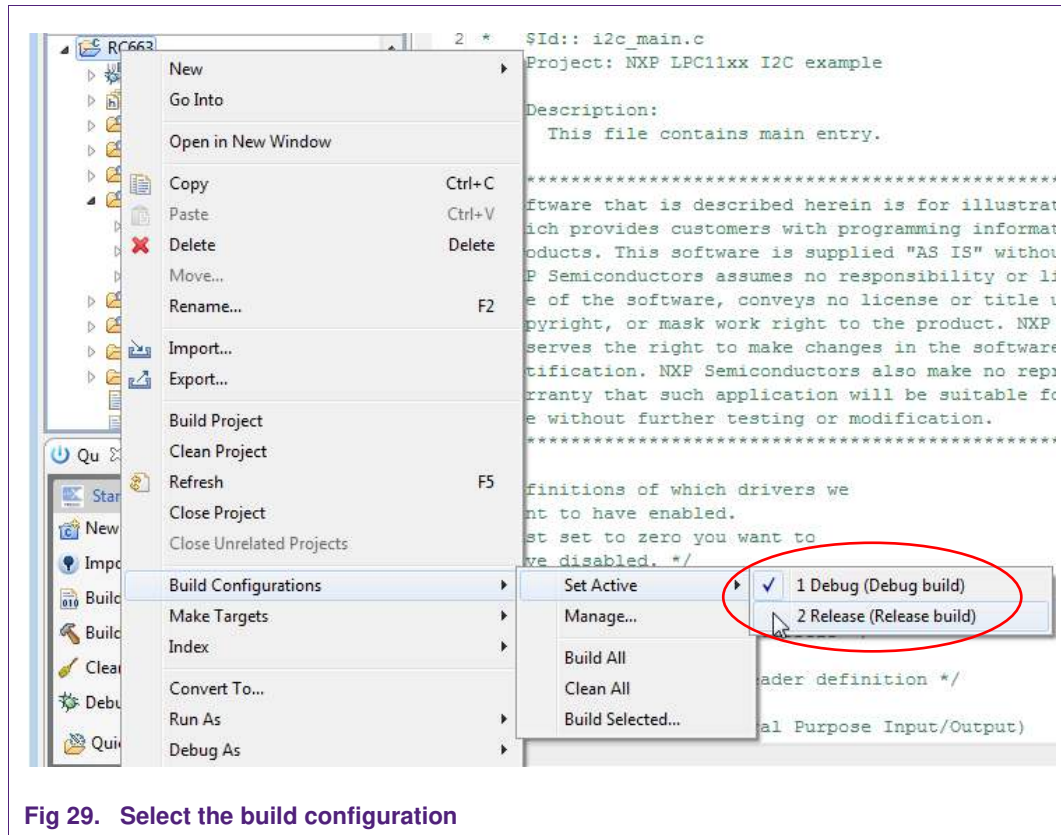 RC663
New
Go Into
Open in New Window
Copy Ctrl+C
Paste Ctrl+V
Delete Delete
Move...
Rename... F2
Import...
Export...
Build Project
Clean Project
Refresh F5
Close Project
Close Unrelated Projects
Build Configurations
Make Targets
Index
Convert To...
Run As
Debug As
Set Active
Manage...
Build All
Clean All
Build Selected...
1 Debug (Debug build)
2 Release (Release build)
Qu
Star
New
Impo
Build
Build
Clea
Debu
Quic
2 * $Id:: i2c_main.c
Project: NXP LPC11xx I2C example
Description:
This file contains main entry.
***************************************************
ftware that is described herein is for illustrat
ich provides customers with programming informat
oducts. This software is supplied "AS IS" withou
P Semiconductors assumes no responsibility or li
e of the software, conveys no license or title u
pyright, or mask work right to the product. NXP
serves the right to make changes in the software
tification. NXP Semiconductors also make no repr
rranty that such application will be suitable fo
e without further testing or modification.
***************************************************
finitions of which drivers we
nt to have enabled.
st set to zero you want to
ve disabled. */
ader definition */
al Purpose Input/Output)
Fig 29. Select the build configuration